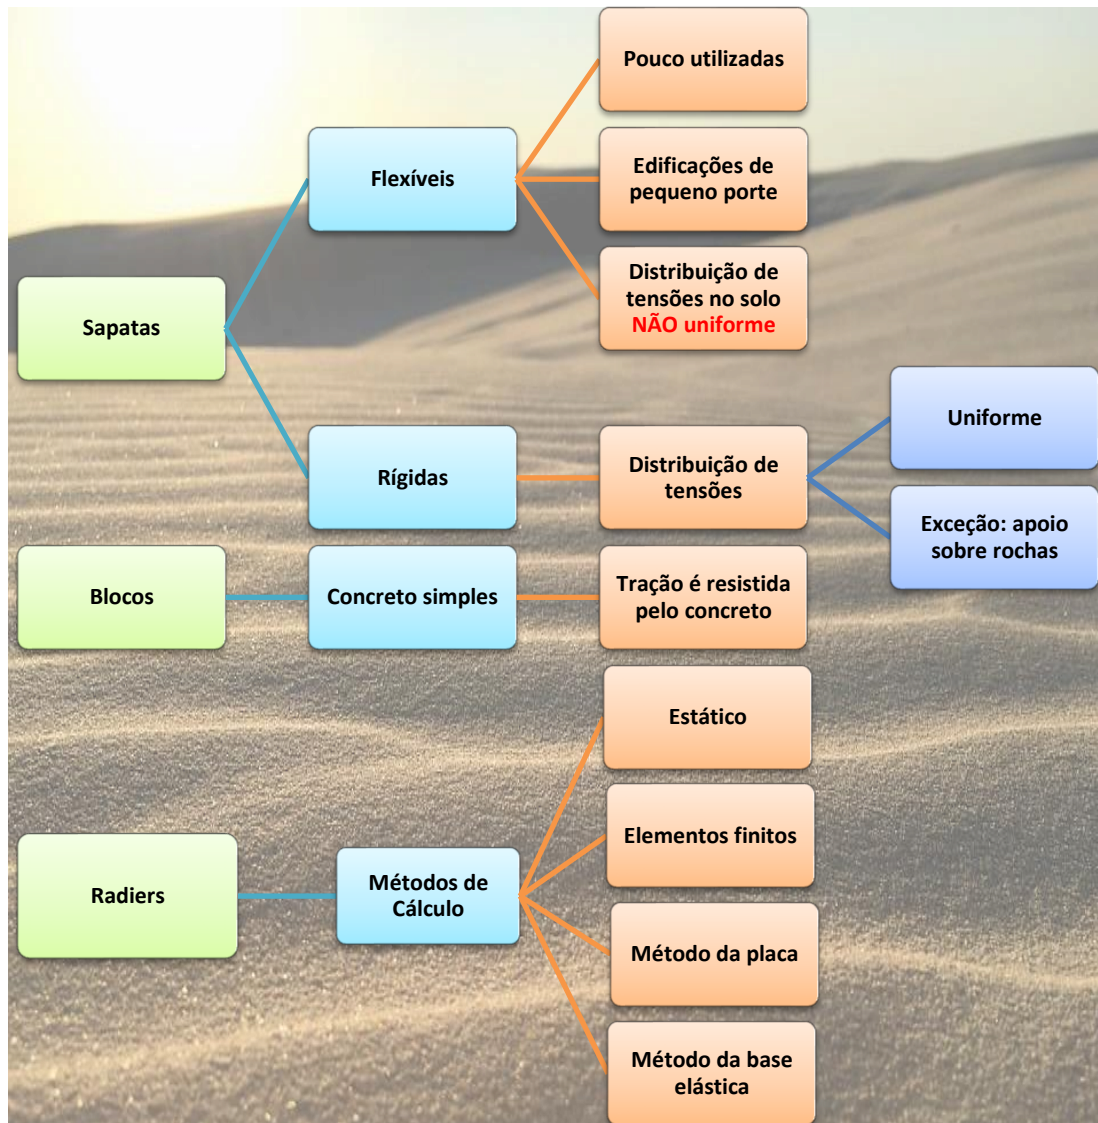 Pouco utilizadas
Flexíveis
Edificações de
pequeno porte
Distribuição de
tensões no solo
NÃO uniforme
Sapatas
Uniforme
Rígidas
Distribuição de
tensões
Exceção: apoio
sobre rochas
Blocos
Concreto simples
Tração é resistida
pelo concreto
Estático
Elementos finitos
Radiers
Métodos de
Cálculo
Método da placa
Método da base
elástica